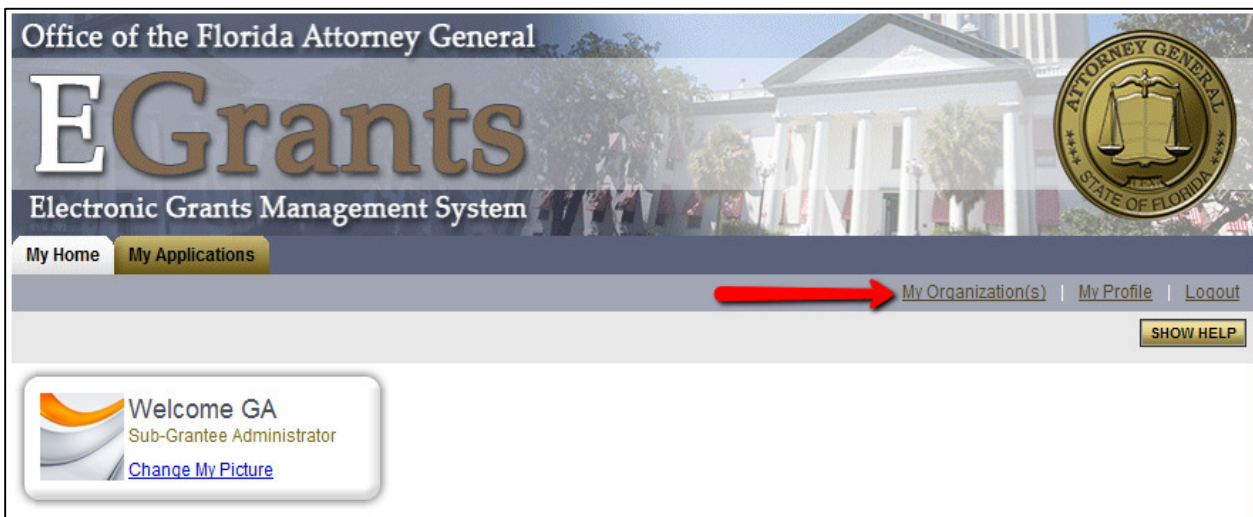 Office of the Florida Attorney General
EGrants
Electronic Grants Management System
ATTORNEY GENERAL
STATE OF FLORIDA
My Home My Applications
My Organization(s) | My Profile | Logout
SHOW HELP
Welcome GA
Sub-Grantee Administrator
Change My Picture